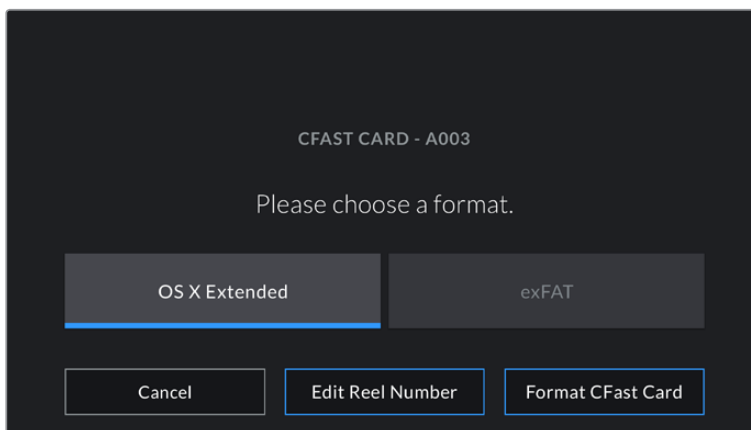 CFAST CARD - A003
Please choose a format.
OS X Extended
exFAT
Cancel
Edit Reel Number
Format CFast Card